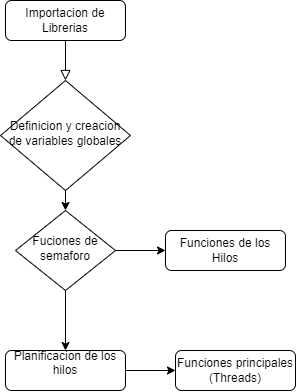 Importacion de
Librerias
Definicion y creacion
de variables globales
Fuciones de
semaforo
Funciones de los
Hilos
Planificacion de los
hilos
Funciones principales
(Threads)